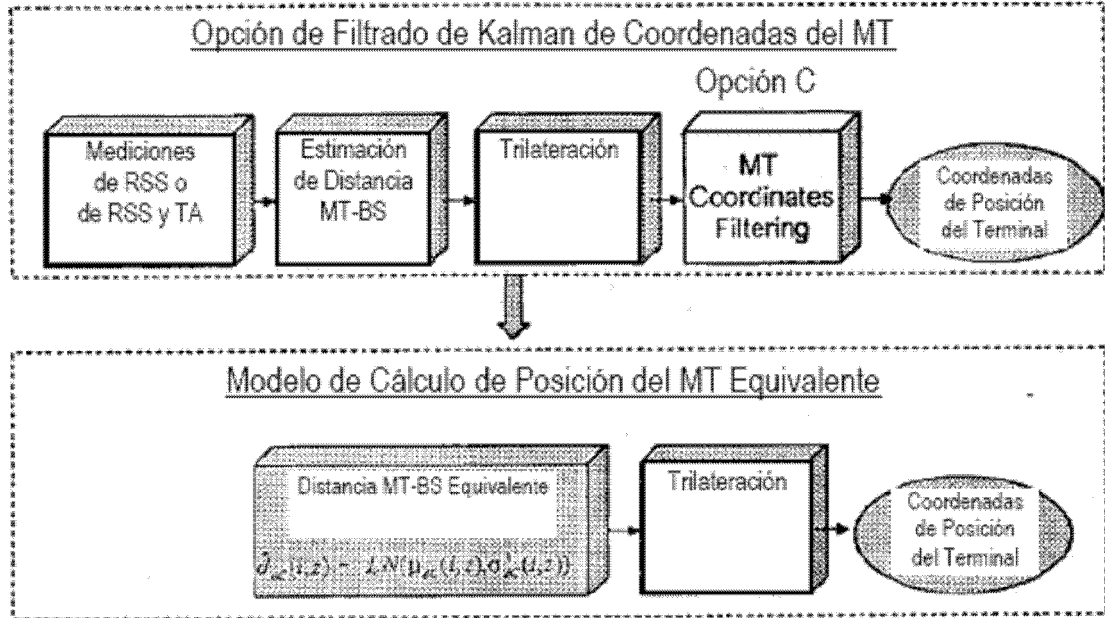 Opción de Filtrado de Kalman de Coordenadas del MT
Opción C
Mediciones
de RSS o
de RSS y TA
Estimación
de Distancia
MT-BS
Trilateración
MT
Coordinates
Filtering
Coordenadas
de Posición
del Terminal
Modelo de Cálculo de Posición del MT Equivalente
Distancia MT-BS Equivalente
Trilateración
Coordenadas
de Posición
del Terminal